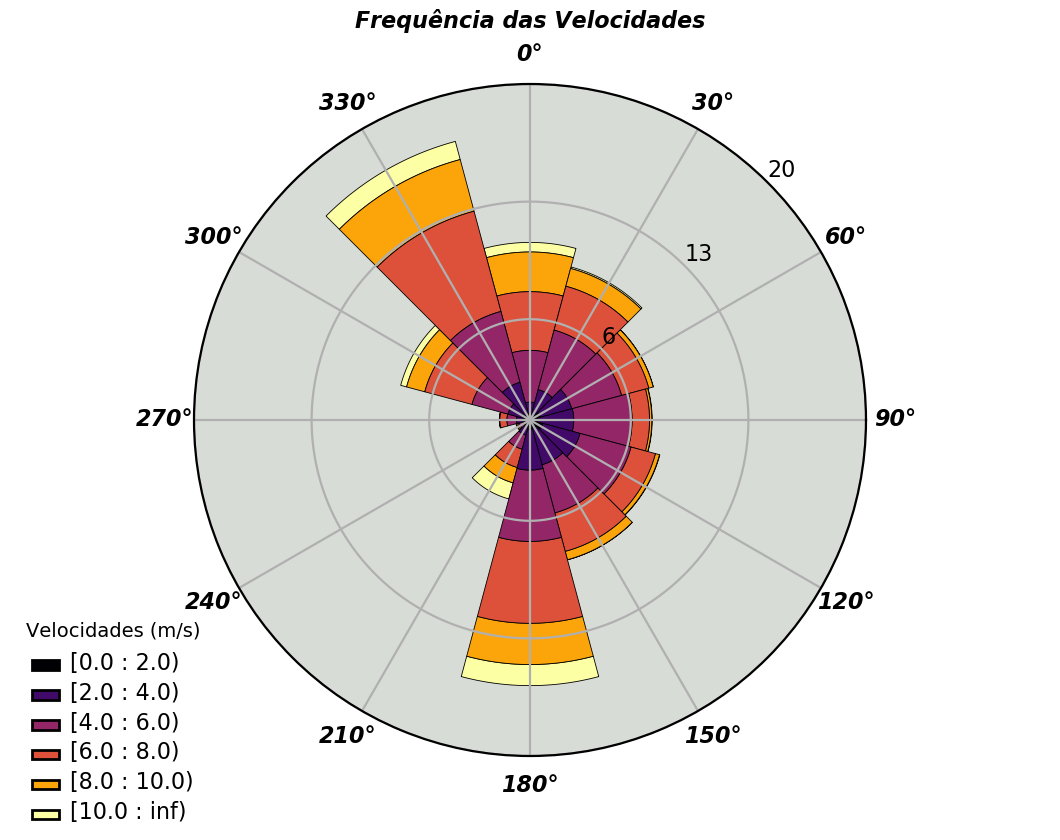 Frequência das Velocidades
0°
330°
30°
20
300°
60°
13
6
270°
90°
240°
120°
210°
150°
180°
Velocidades (m/s)
[0.0 : 2.0)
[2.0 : 4.0)
[4.0 : 6.0)
[6.0 : 8.0)
[8.0 : 10.0)
[10.0 : inf)